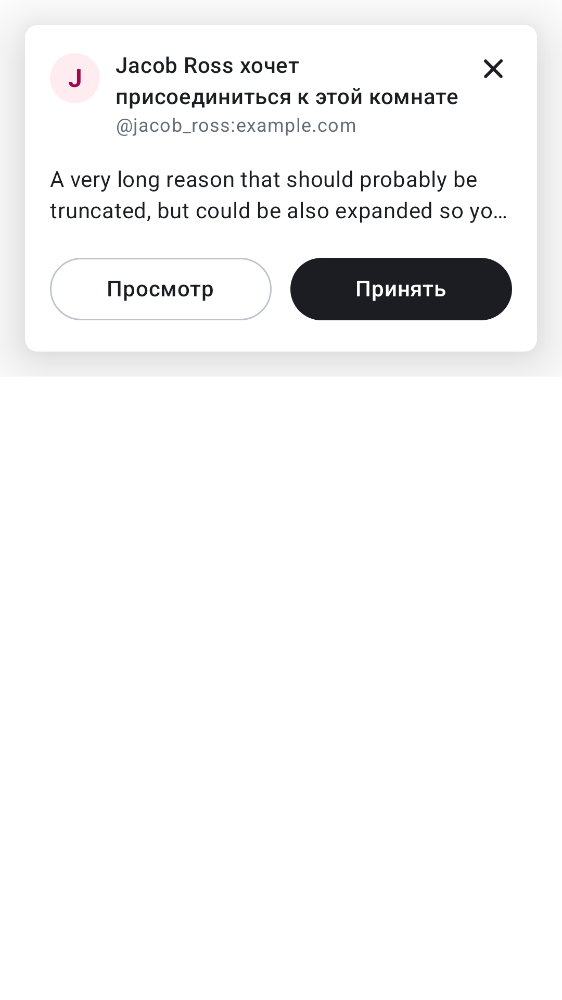 J
Jacob Ross хочет
присоединиться к этой комнате
@jacob_ross:example.com
A very long reason that should probably be
truncated, but could be also expanded so yo…
Просмотр
Принять